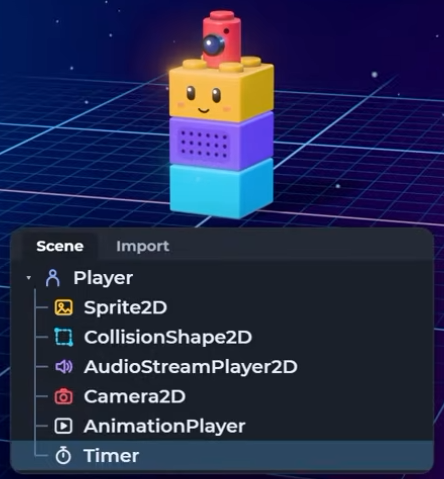 Scene Import
Player
Sprite2D
CollisionShape2D
AudioStreamPlayer2D
Camera2D
AnimationPlayer
Timer